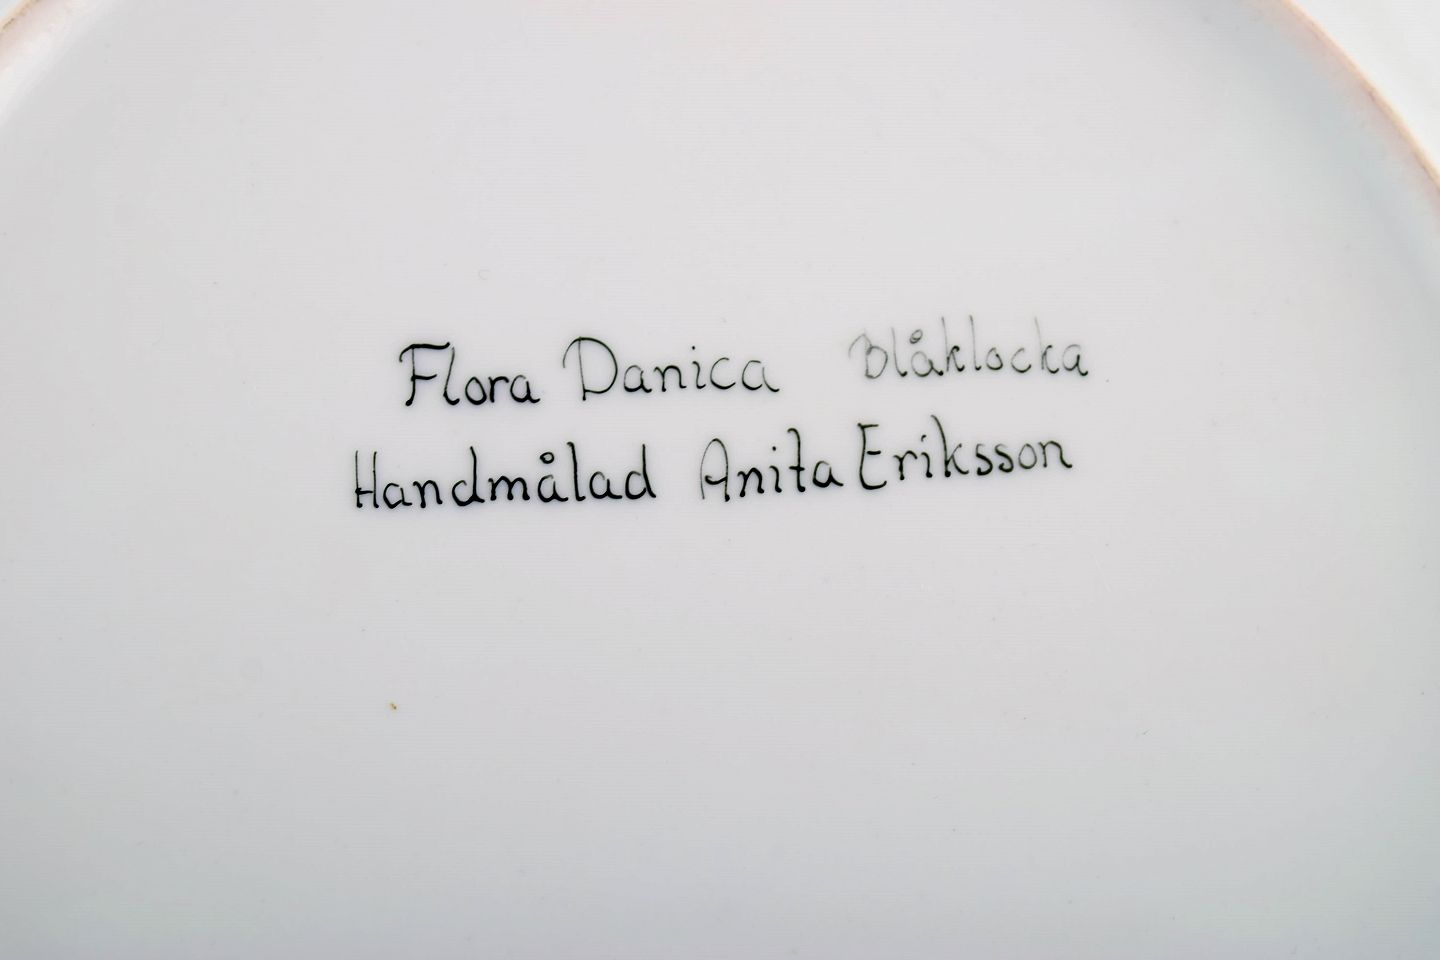 Flora Danica Blåklocka
Handmålad Anita Eriksson